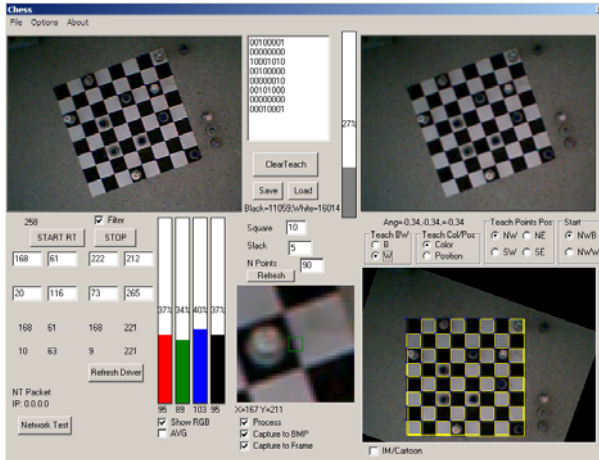 Chess
File Options About
00100001
00000000
10001010
00100000
00000010
00101000
00000000
00010001
27%
ClearTeach
Save Load
Black=11059;White=16014
258
Filter
START RT STOP
168 61 222 212
20 116 73 265
168 61 168 221
10 63 9 221
Refresh Driver
NT Packet
IP: 0.0.0.0
Network Test
37% 34% 40% 37%
95 89 103 95
Show RGB
AVG
Square 10
Slack 5
N Points 90
Refresh
X=167 Y=211
Process
Capture to BMP
Capture to Frame
Ang=-0,34,-0,34,=-0,34
Teach BW Teach Col/Pos Teach Points Pos Start
B Color NW NE NWB
W Position SW SE NWW
IM/Cartoon